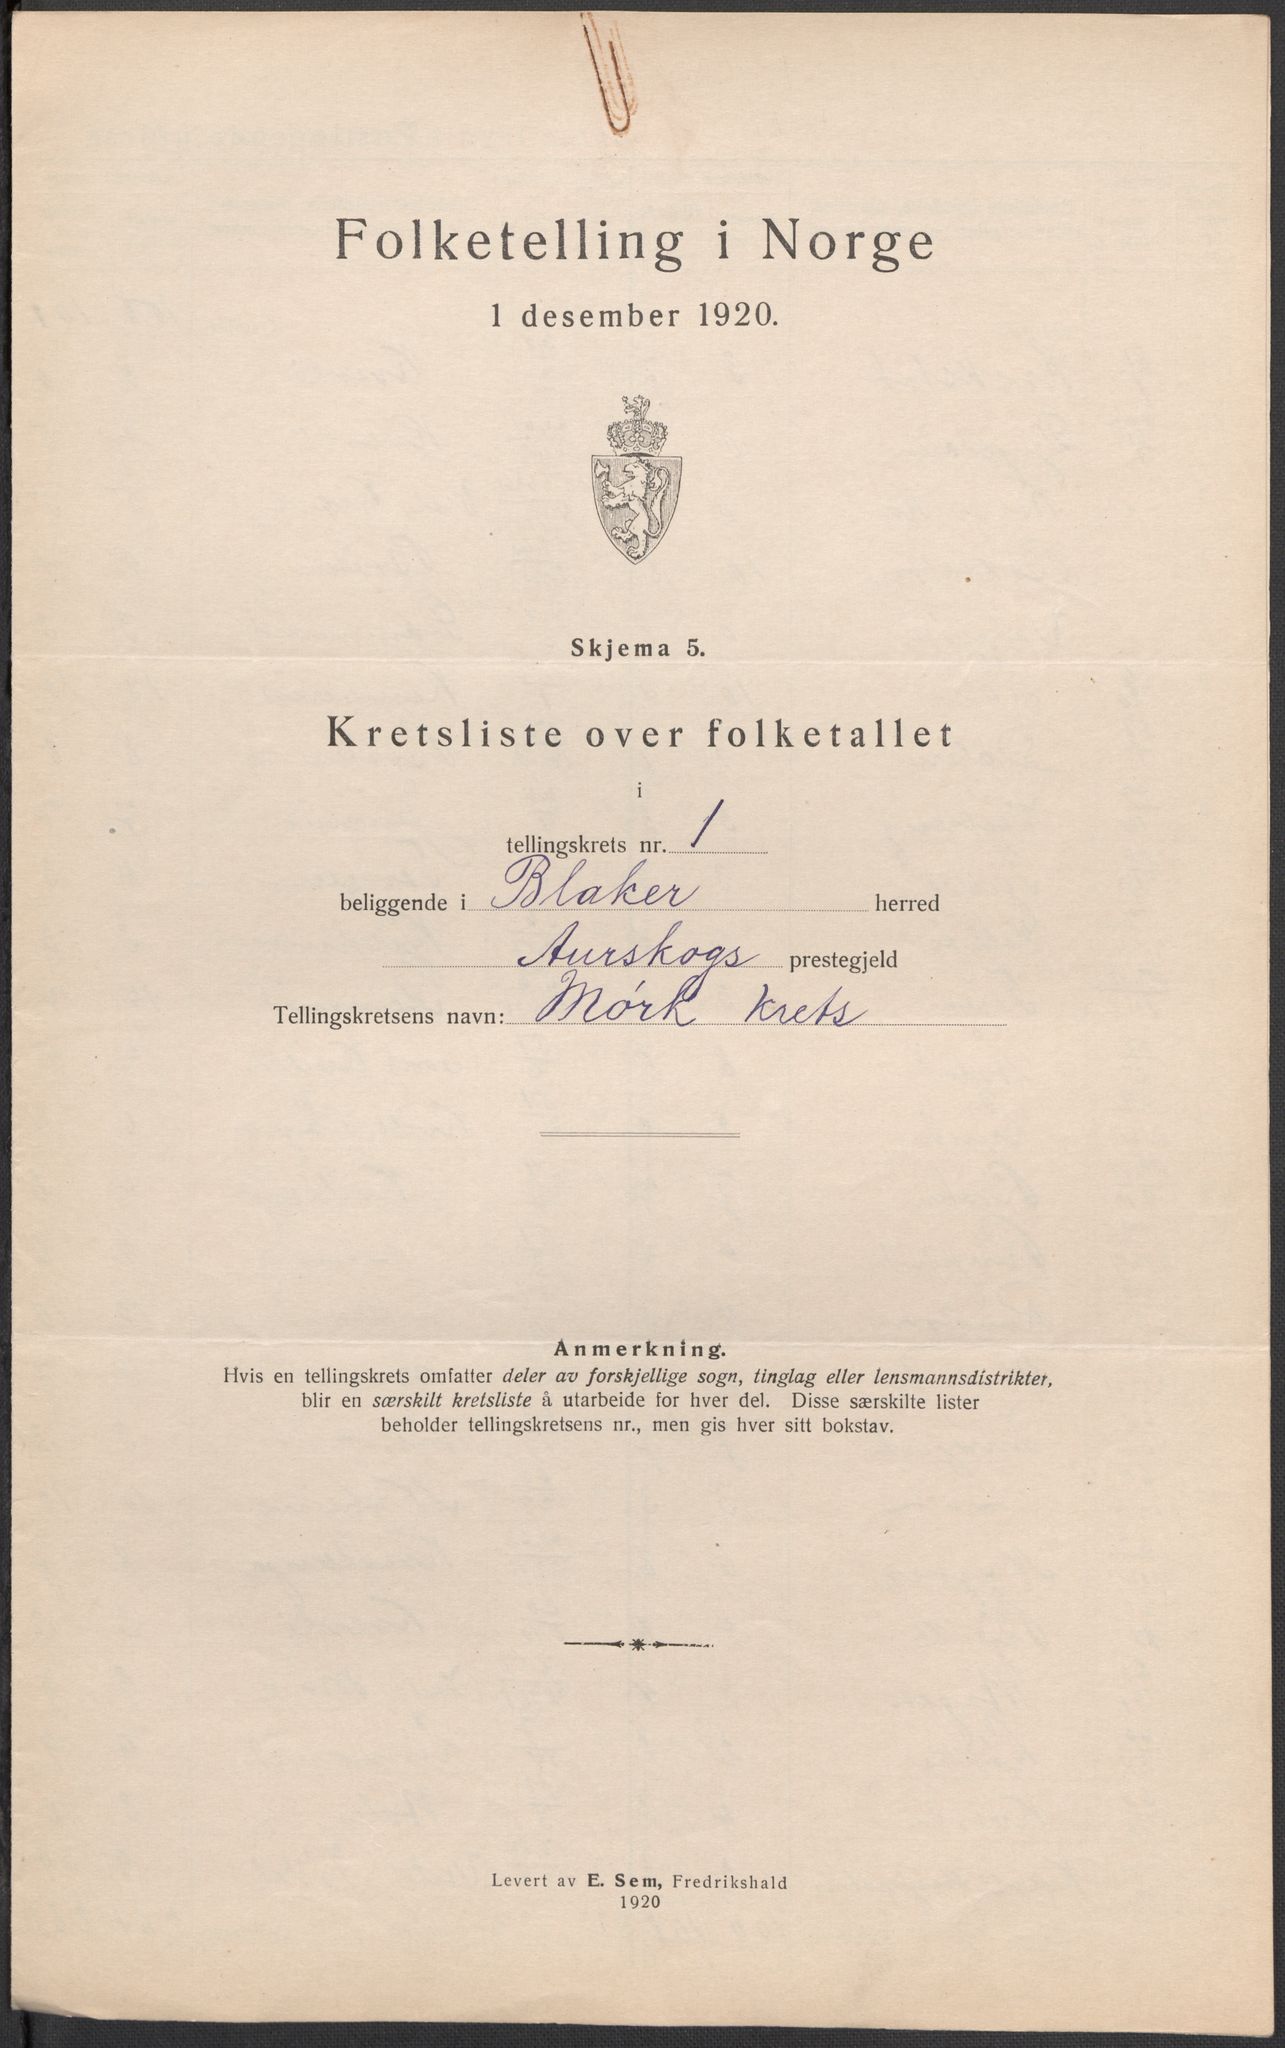 Folketelling i Norge
1 desember 1920.
Skjema 5.
Kretsliste over folketallet
i
tellingskrets nr. 1
beliggende i Blaker herred
Aurskogs prestegjeld
Tellingskretsens navn: Mørk krets
Anmerkning.
Hvis en tellingskrets omfatter deler av forskjellige sogn, tinglag eller lensmannsdistrikter,
blir en særskilt kretsliste å utarbeide for hver del. Disse særskilte lister
beholder tellingskretsens nr., men gis hver sitt bokstav.
Levert av E. Sem, Fredrikshald
1920